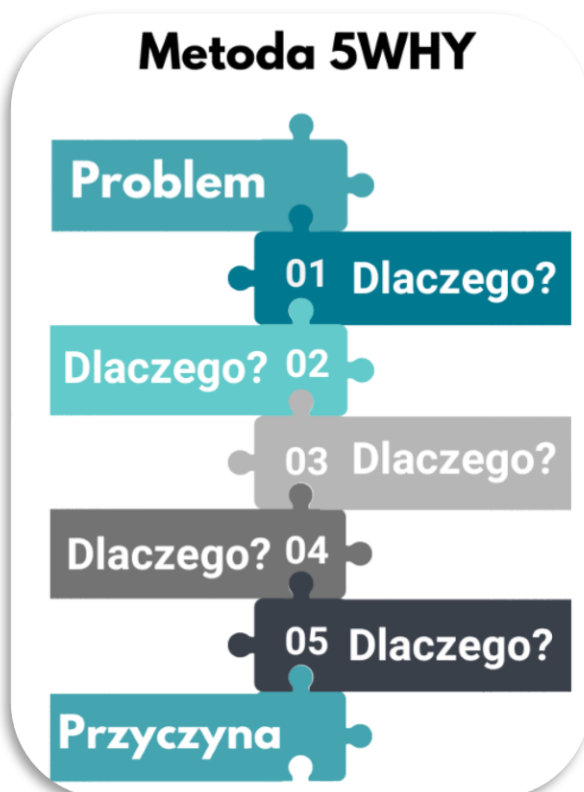 Metoda 5WHY
Problem
01 Dlaczego?
Dlaczego? 02
03 Dlaczego?
Dlaczego? 04
05 Dlaczego?
Przyczyna